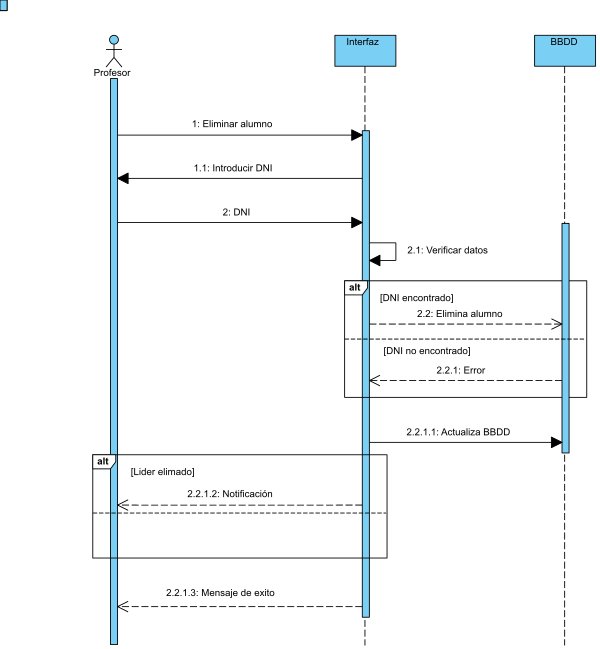 Interfaz
BBDD
Profesor
1: Eliminar alumno
1.1: Introducir DNI
2: DNI
2.1: Verificar datos
alt
[DNI encontrado]
2.2: Elimina alumno
[DNI no encontrado]
2.2.1: Error
2.2.1.1: Actualiza BBDD
alt
[Lider elimado]
2.2.1.2: Notificación
2.2.1.3: Mensaje de exito